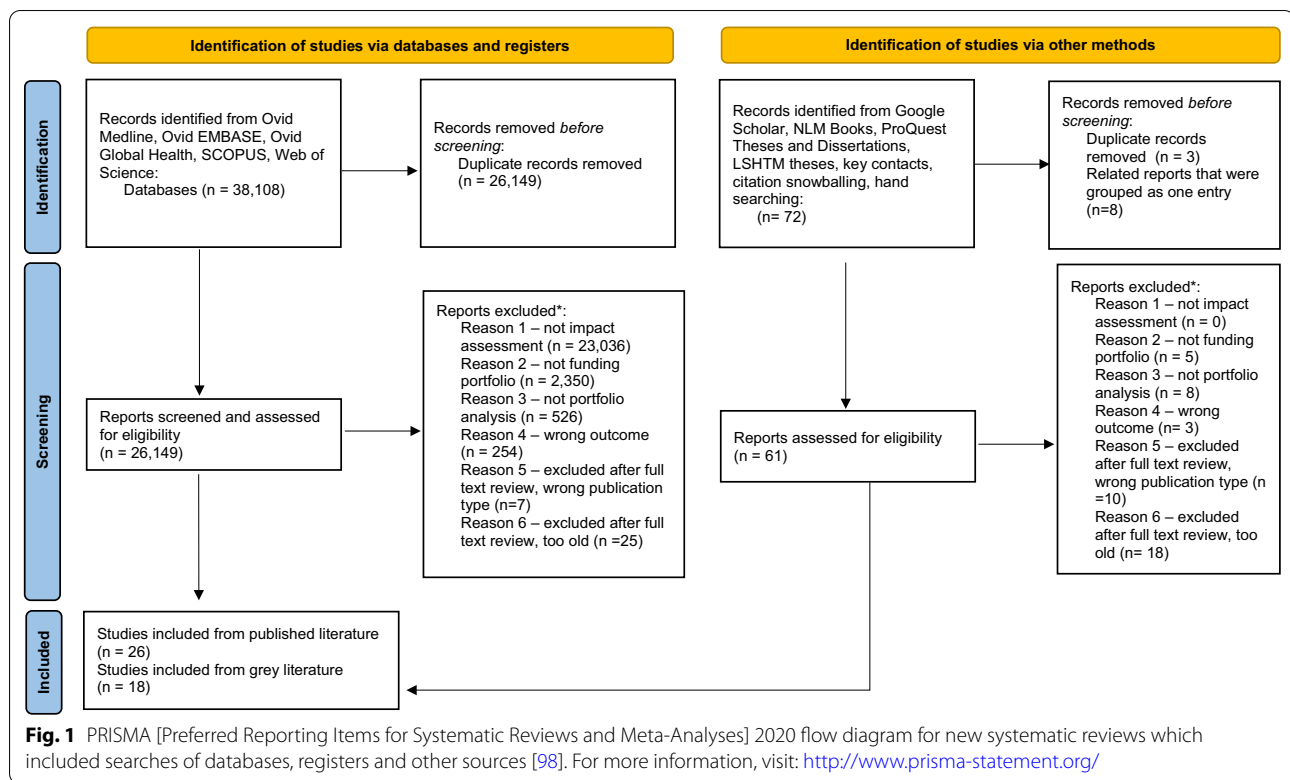 Identification of studies via databases and registers
Identification of studies via other methods
Identification
Records identified from Ovid
Medline, Ovid EMBASE, Ovid
Global Health, SCOPUS, Web of
Science:
Databases (n = 38,108)
Records removed before
screening:
Duplicate records removed
(n = 26,149)
Records identified from Google
Scholar, NLM Books, ProQuest
Theses and Dissertations,
LSHTM theses, key contacts,
citation snowballing, hand
searching:
(n= 72)
Records removed before
screening:
Duplicate records
removed (n = 3)
Related reports that were
grouped as one entry
(n=8)
Screening
Reports screened and assessed
for eligibility
(n = 26,149)
Reports excluded*:
Reason 1 – not impact
assessment (n = 23,036)
Reason 2 – not funding
portfolio (n = 2,350)
Reason 3 – not portfolio
analysis (n = 526)
Reason 4 – wrong outcome
(n = 254)
Reason 5 – excluded after full
text review, wrong publication
type (n=7)
Reason 6 – excluded after full
text review, too old (n =25)
Reports assessed for eligibility
(n = 61)
Reports excluded*:
Reason 1 – not impact
assessment (n = 0)
Reason 2 – not funding
portfolio (n = 5)
Reason 3 – not portfolio
analysis (n = 8)
Reason 4 – wrong
outcome (n= 3)
Reason 5 – excluded
after full text review,
wrong publication type (n
=10)
Reason 6 – excluded
after full text review, too
old (n= 18)
Included
Studies included from published literature
(n = 26)
Studies included from grey literature
(n = 18)
Fig. 1 PRISMA [Preferred Reporting Items for Systematic Reviews and Meta-Analyses] 2020 flow diagram for new systematic reviews which
included searches of databases, registers and other sources [98]. For more information, visit: http://www.prisma-statement.org/